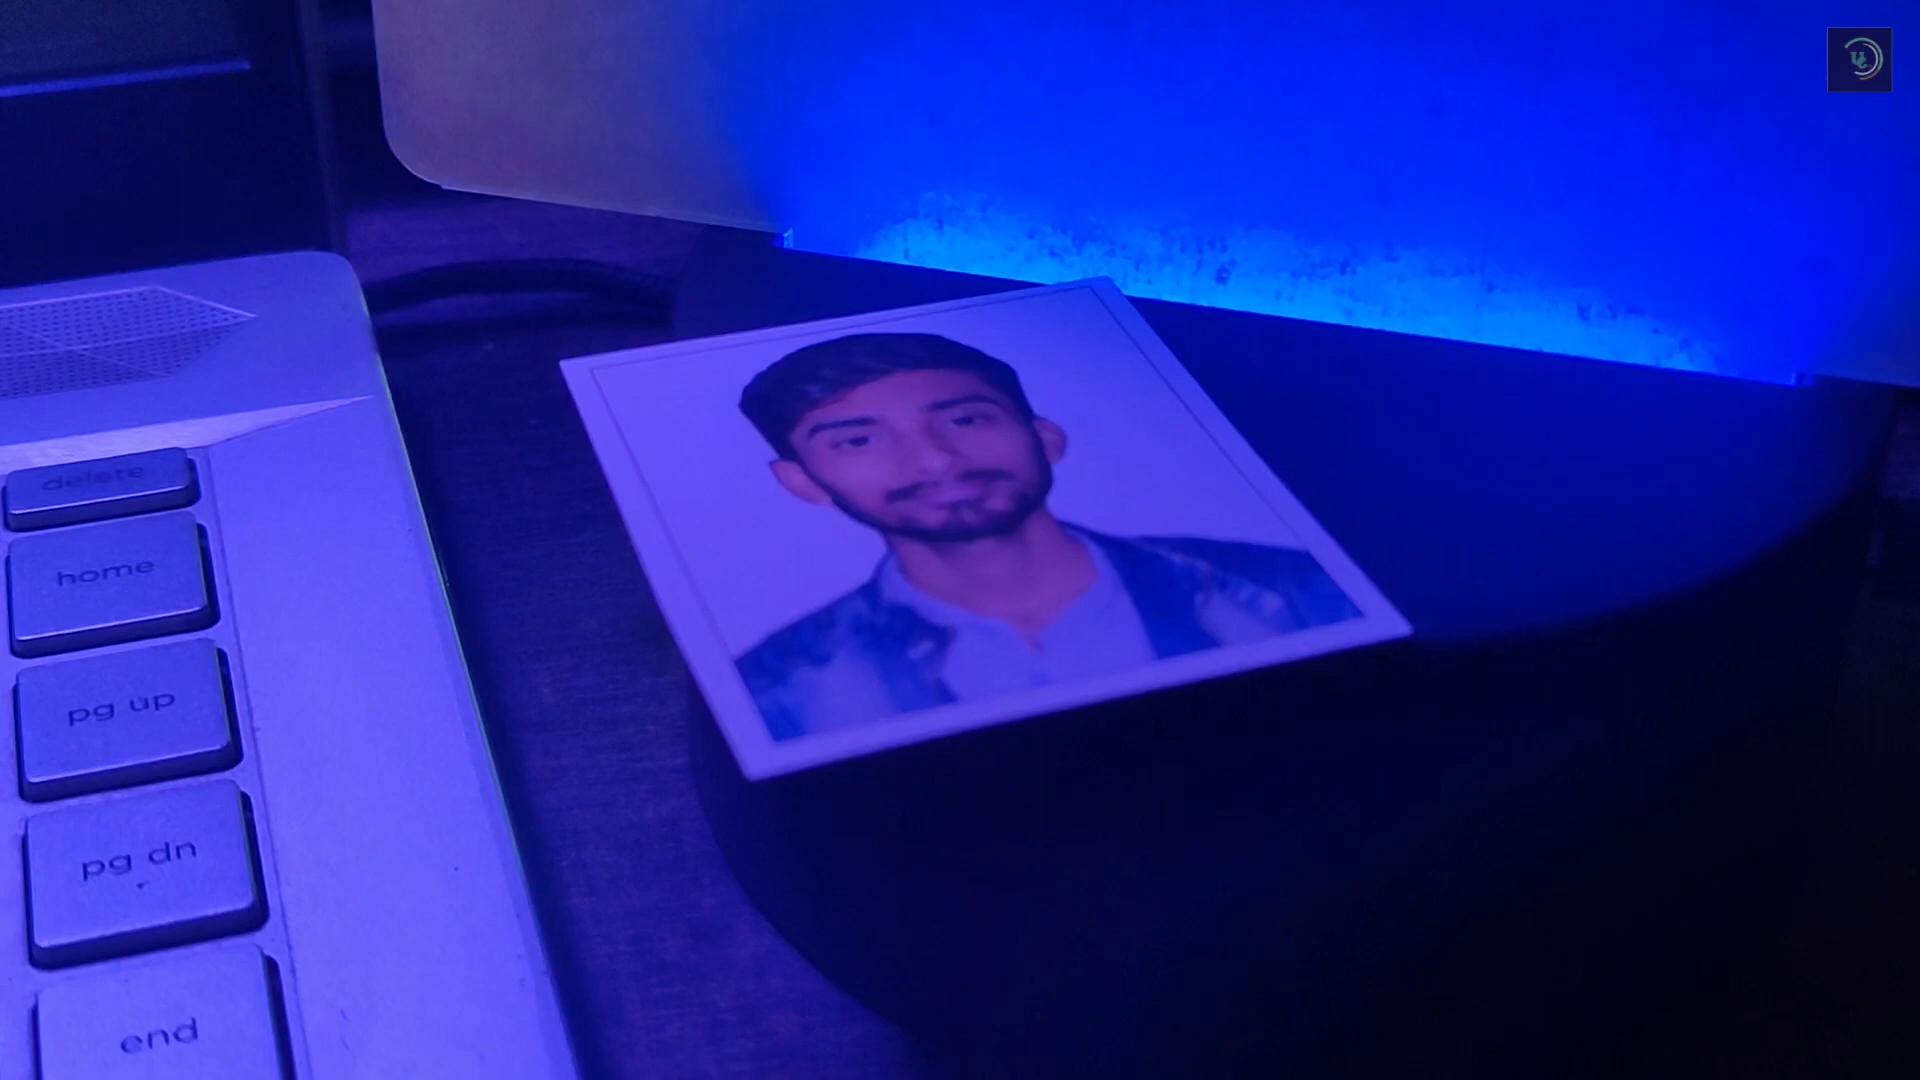 delete
home
pg up
pg dn
end